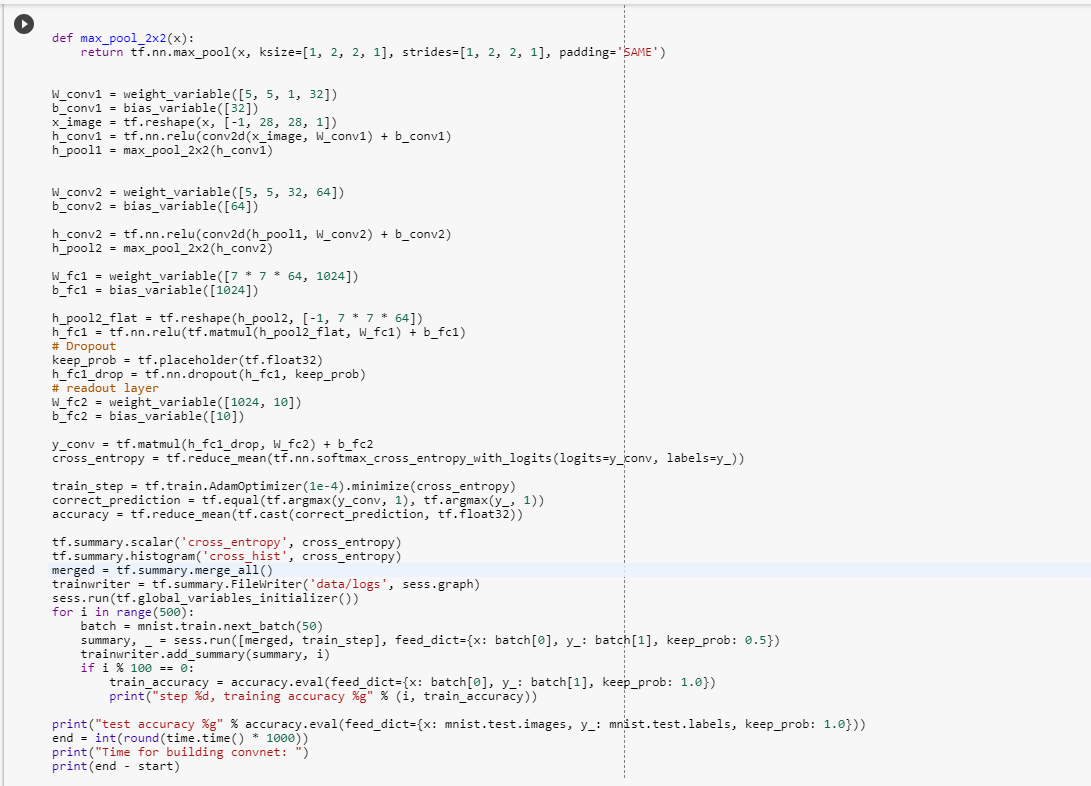 def max_pool_2x2(x):
    return tf.nn.max_pool(x, ksize=[1, 2, 2, 1], strides=[1, 2, 2, 1], padding='SAME')
W_conv1 = weight_variable([5, 5, 1, 32])
b_conv1 = bias_variable([32])
x_image = tf.reshape(x, [-1, 28, 28, 1])
h_conv1 = tf.nn.relu(conv2d(x_image, W_conv1) + b_conv1)
h_pool1 = max_pool_2x2(h_conv1)
W_conv2 = weight_variable([5, 5, 32, 64])
b_conv2 = bias_variable([64])
h_conv2 = tf.nn.relu(conv2d(h_pool1, W_conv2) + b_conv2)
h_pool2 = max_pool_2x2(h_conv2)
W_fc1 = weight_variable([7 * 7 * 64, 1024])
b_fc1 = bias_variable([1024])
h_pool2_flat = tf.reshape(h_pool2, [-1, 7 * 7 * 64])
h_fc1 = tf.nn.relu(tf.matmul(h_pool2_flat, W_fc1) + b_fc1)
# Dropout
keep_prob = tf.placeholder(tf.float32)
h_fc1_drop = tf.nn.dropout(h_fc1, keep_prob)
# readout layer
W_fc2 = weight_variable([1024, 10])
b_fc2 = bias_variable([10])
y_conv = tf.matmul(h_fc1_drop, W_fc2) + b_fc2
cross_entropy = tf.reduce_mean(tf.nn.softmax_cross_entropy_with_logits(logits=y_conv, labels=y_))
train_step = tf.train.AdamOptimizer(1e-4).minimize(cross_entropy)
correct_prediction = tf.equal(tf.argmax(y_conv, 1), tf.argmax(y_, 1))
accuracy = tf.reduce_mean(tf.cast(correct_prediction, tf.float32))
tf.summary.scalar('cross_entropy', cross_entropy)
tf.summary.histogram('cross_hist', cross_entropy)
merged = tf.summary.merge_all()
trainwriter = tf.summary.FileWriter('data/logs', sess.graph)
sess.run(tf.global_variables_initializer())
for i in range(500):
    batch = mnist.train.next_batch(50)
    summary, _ = sess.run([merged, train_step], feed_dict={x: batch[0], y_: batch[1], keep_prob: 0.5})
    trainwriter.add_summary(summary, i)
    if i % 100 == 0:
        train_accuracy = accuracy.eval(feed_dict={x: batch[0], y_: batch[1], keep_prob: 1.0})
        print("step %d, training accuracy %g" % (i, train_accuracy))
print("test accuracy %g" % accuracy.eval(feed_dict={x: mnist.test.images, y_: mnist.test.labels, keep_prob: 1.0}))
end = int(round(time.time() * 1000))
print("Time for building convnet: ")
print(end - start)